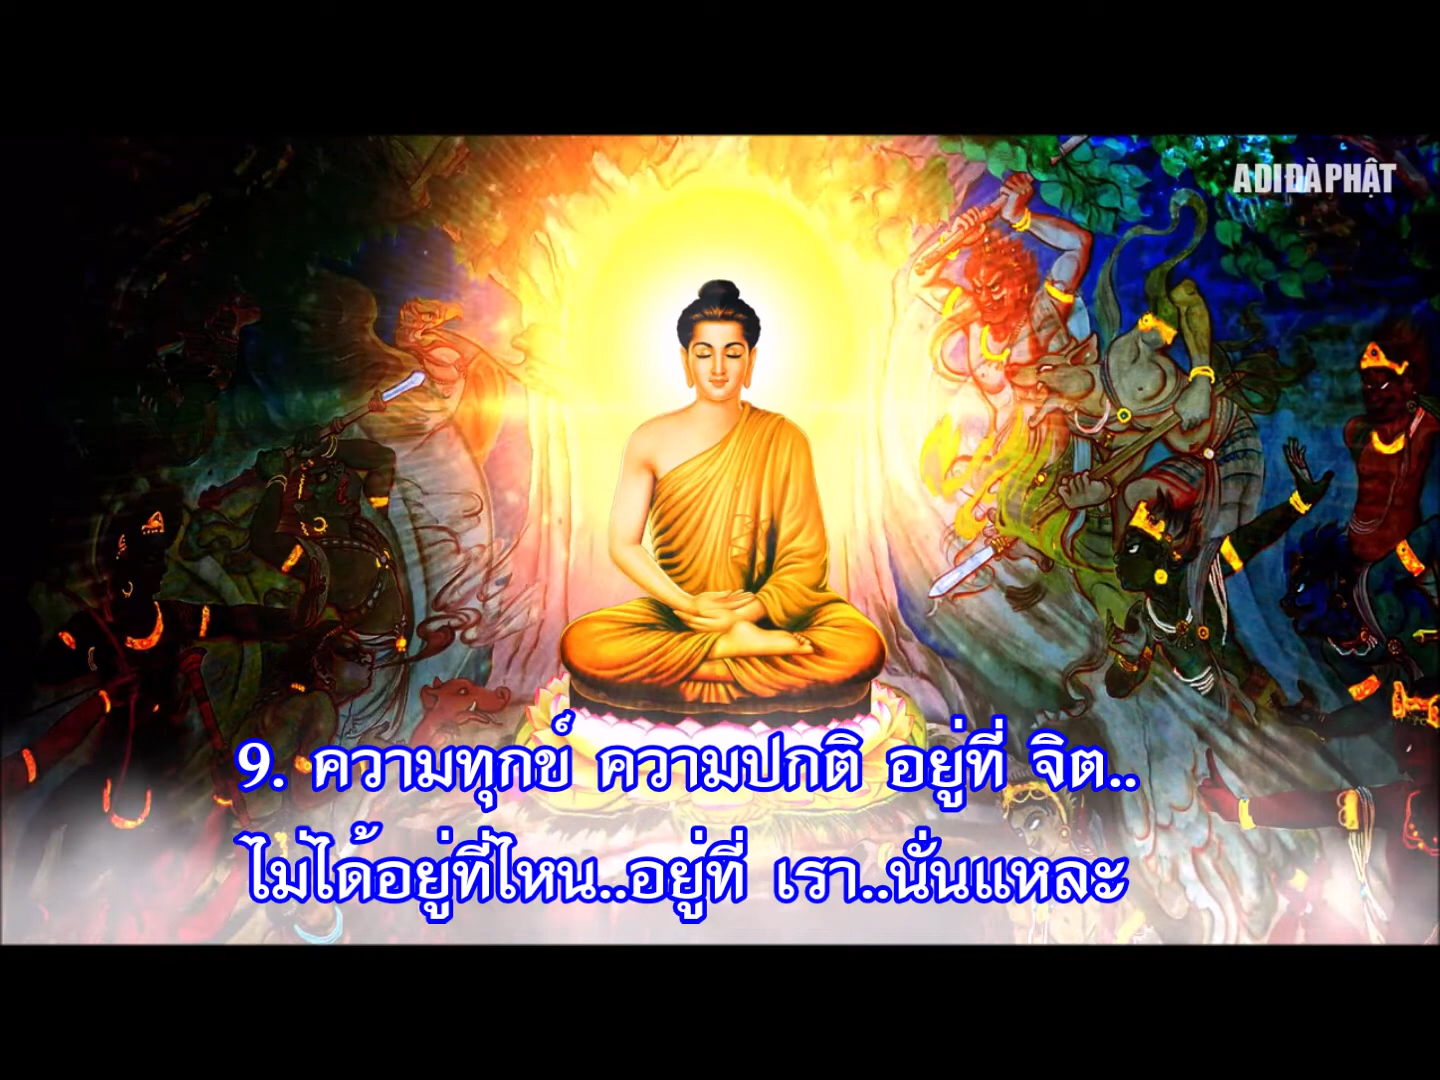 ADIĐÀPHẬT
9. ความทุกข์ ความปกติ อยู่ที่ จิต..
ไม่ได้อยู่ที่ไหน..อยู่ที่ เรา..นั่นแหละ